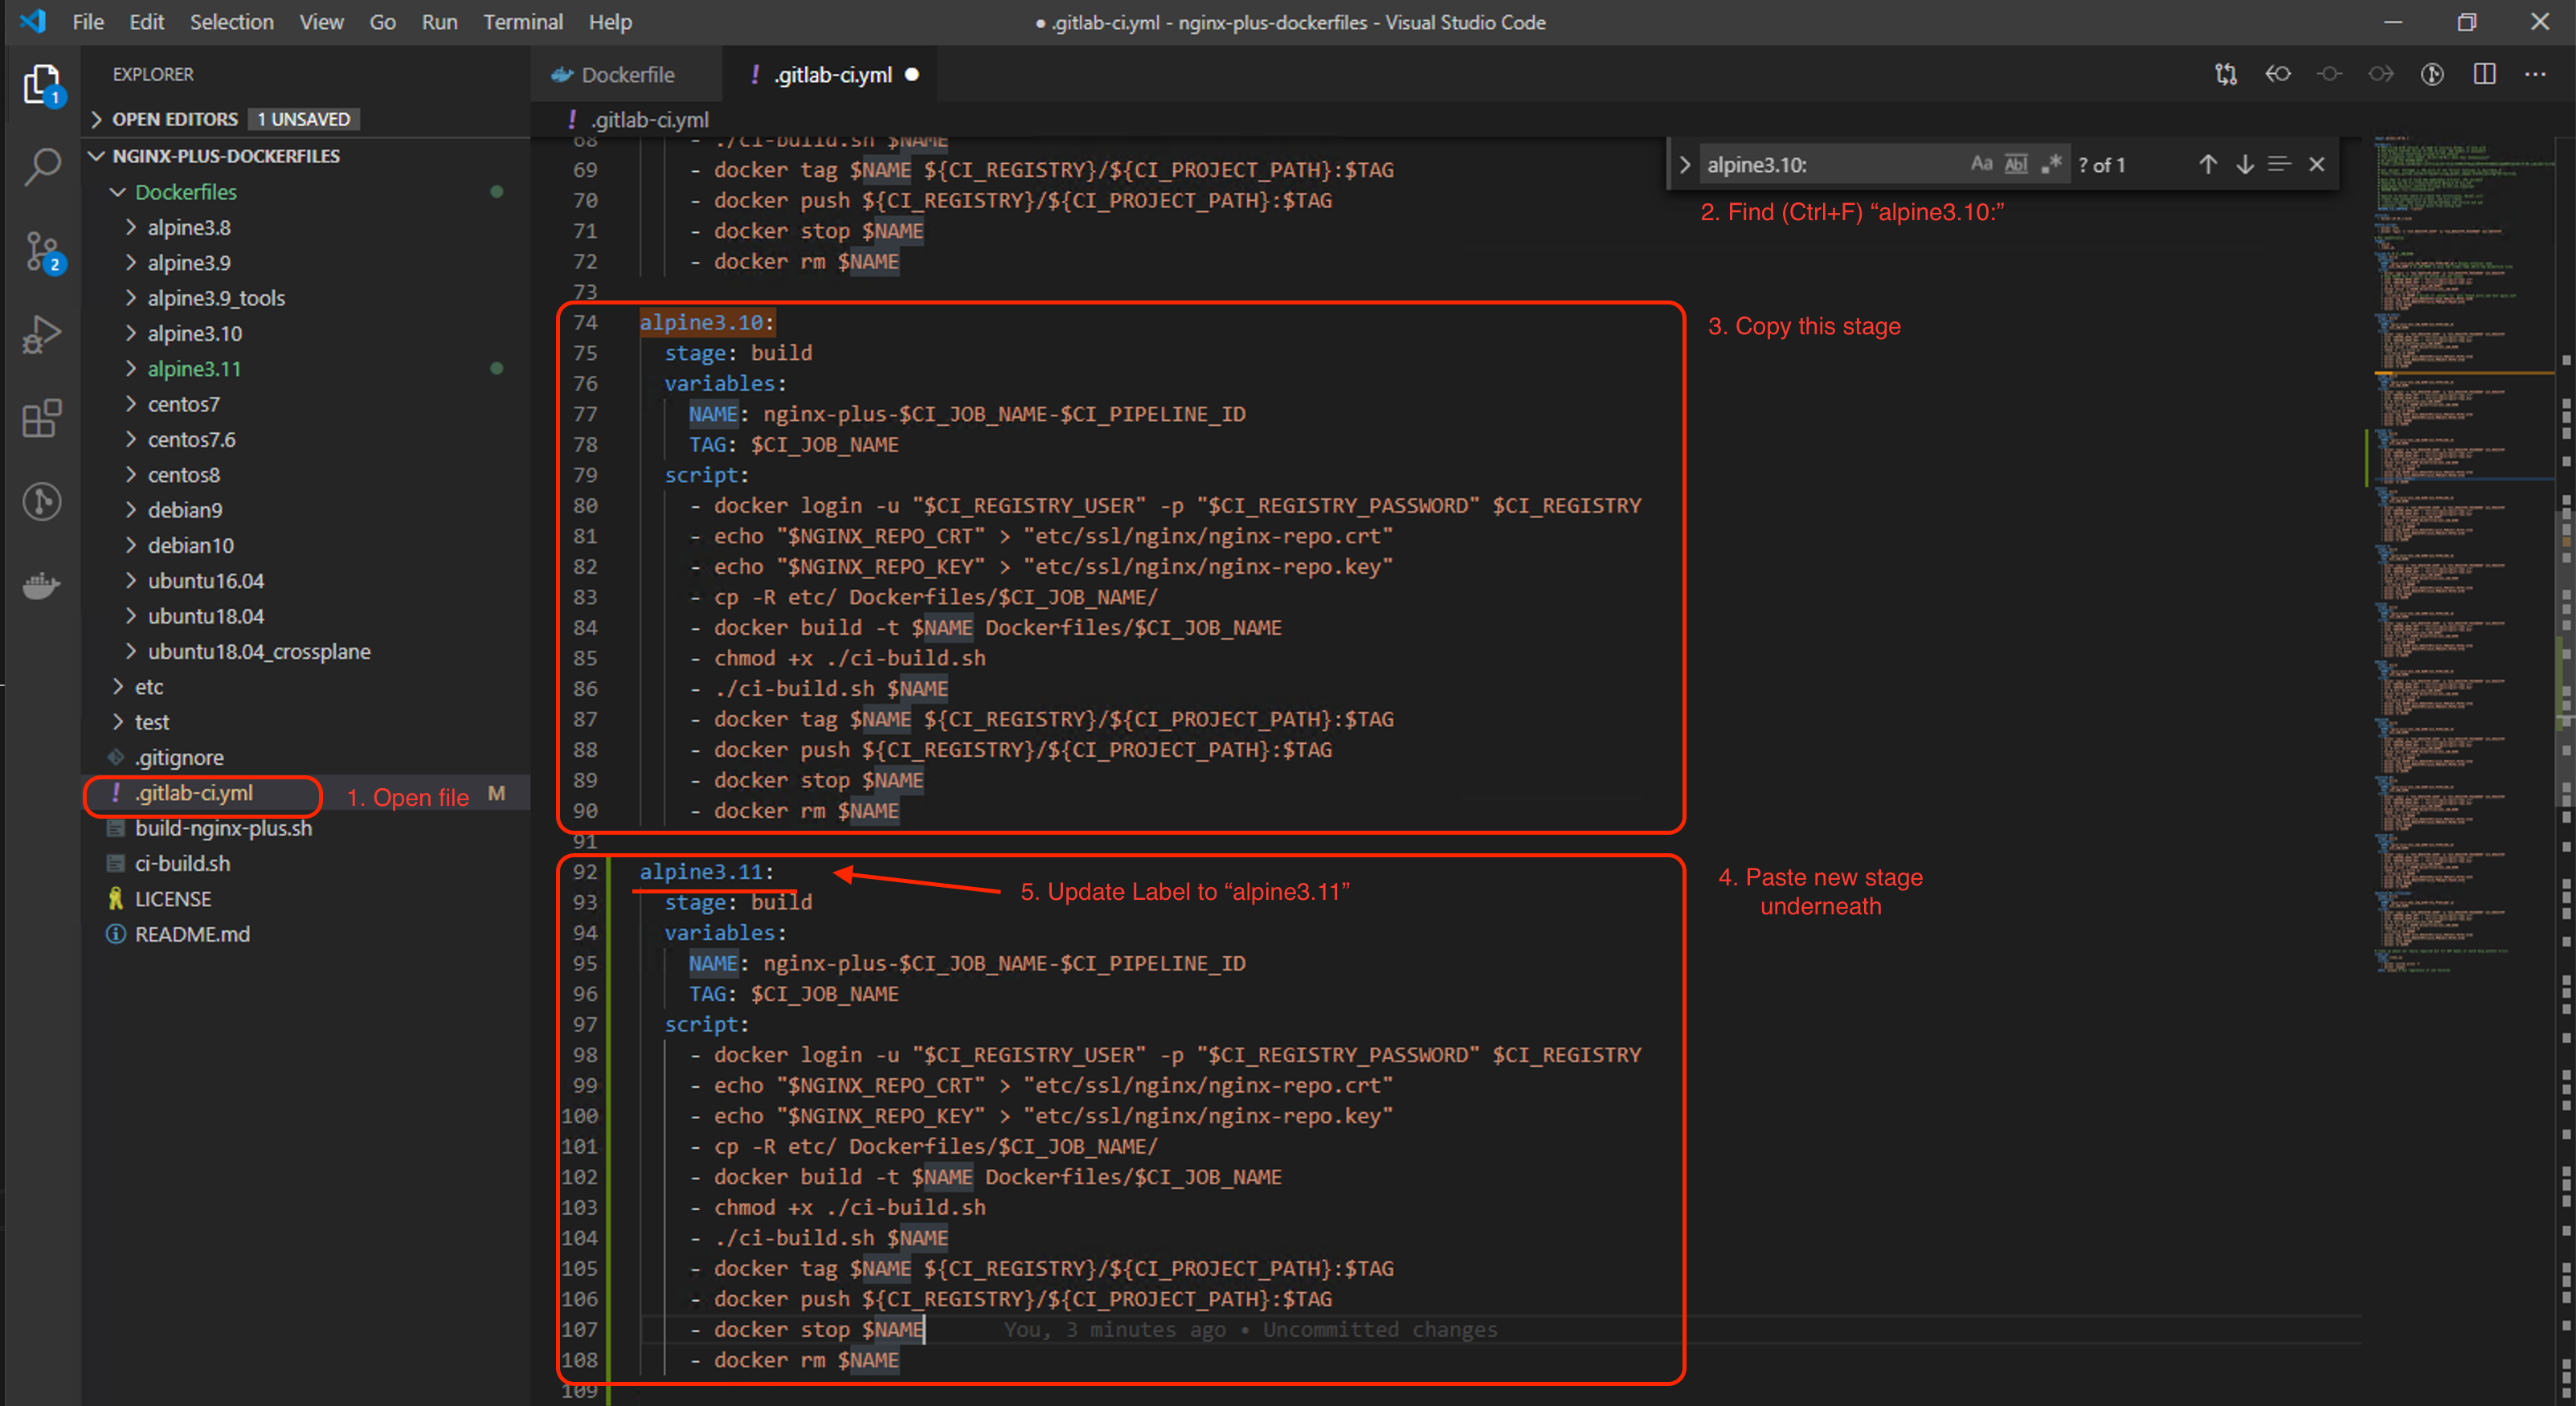 File Edit Selection View Go Run Terminal Help
● .gitlab-ci.yml - nginx-plus-dockerfiles - Visual Studio Code
EXPLORER
OPEN EDITORS 1 UNSAVED
NGINX-PLUS-DOCKERFILES
Dockerfiles
alpine3.8
alpine3.9
alpine3.9_tools
alpine3.10
alpine3.11
centos7
centos7.6
centos8
debian9
debian10
ubuntu16.04
ubuntu18.04
ubuntu18.04_crossplane
etc
test
.gitignore
! .gitlab-ci.yml M
1. Open file
build-nginx-plus.sh
ci-build.sh
LICENSE
README.md
1
2
Dockerfile
! .gitlab-ci.yml ●
! .gitlab-ci.yml
alpine3.10: Aa Abl .* ? of 1
2. Find (Ctrl+F) “alpine3.10:”
68 - ./ci-build.sh $NAME
69 - docker tag $NAME ${CI_REGISTRY}/${CI_PROJECT_PATH}:$TAG
70 - docker push ${CI_REGISTRY}/${CI_PROJECT_PATH}:$TAG
71 - docker stop $NAME
72 - docker rm $NAME
73
74 alpine3.10:
3. Copy this stage
75 stage: build
76 variables:
77 NAME: nginx-plus-$CI_JOB_NAME-$CI_PIPELINE_ID
78 TAG: $CI_JOB_NAME
79 script:
80 - docker login -u "$CI_REGISTRY_USER" -p "$CI_REGISTRY_PASSWORD" $CI_REGISTRY
81 - echo "$NGINX_REPO_CRT" > "etc/ssl/nginx/nginx-repo.crt"
82 - echo "$NGINX_REPO_KEY" > "etc/ssl/nginx/nginx-repo.key"
83 - cp -R etc/ Dockerfiles/$CI_JOB_NAME/
84 - docker build -t $NAME Dockerfiles/$CI_JOB_NAME
85 - chmod +x ./ci-build.sh
86 - ./ci-build.sh $NAME
87 - docker tag $NAME ${CI_REGISTRY}/${CI_PROJECT_PATH}:$TAG
88 - docker push ${CI_REGISTRY}/${CI_PROJECT_PATH}:$TAG
89 - docker stop $NAME
90 - docker rm $NAME
91
92 alpine3.11:
5. Update Label to “alpine3.11”
4. Paste new stage
underneath
93 stage: build
94 variables:
95 NAME: nginx-plus-$CI_JOB_NAME-$CI_PIPELINE_ID
96 TAG: $CI_JOB_NAME
97 script:
98 - docker login -u "$CI_REGISTRY_USER" -p "$CI_REGISTRY_PASSWORD" $CI_REGISTRY
99 - echo "$NGINX_REPO_CRT" > "etc/ssl/nginx/nginx-repo.crt"
100 - echo "$NGINX_REPO_KEY" > "etc/ssl/nginx/nginx-repo.key"
101 - cp -R etc/ Dockerfiles/$CI_JOB_NAME/
102 - docker build -t $NAME Dockerfiles/$CI_JOB_NAME
103 - chmod +x ./ci-build.sh
104 - ./ci-build.sh $NAME
105 - docker tag $NAME ${CI_REGISTRY}/${CI_PROJECT_PATH}:$TAG
106 - docker push ${CI_REGISTRY}/${CI_PROJECT_PATH}:$TAG
107 - docker stop $NAME You, 3 minutes ago • Uncommitted changes
108 - docker rm $NAME
109